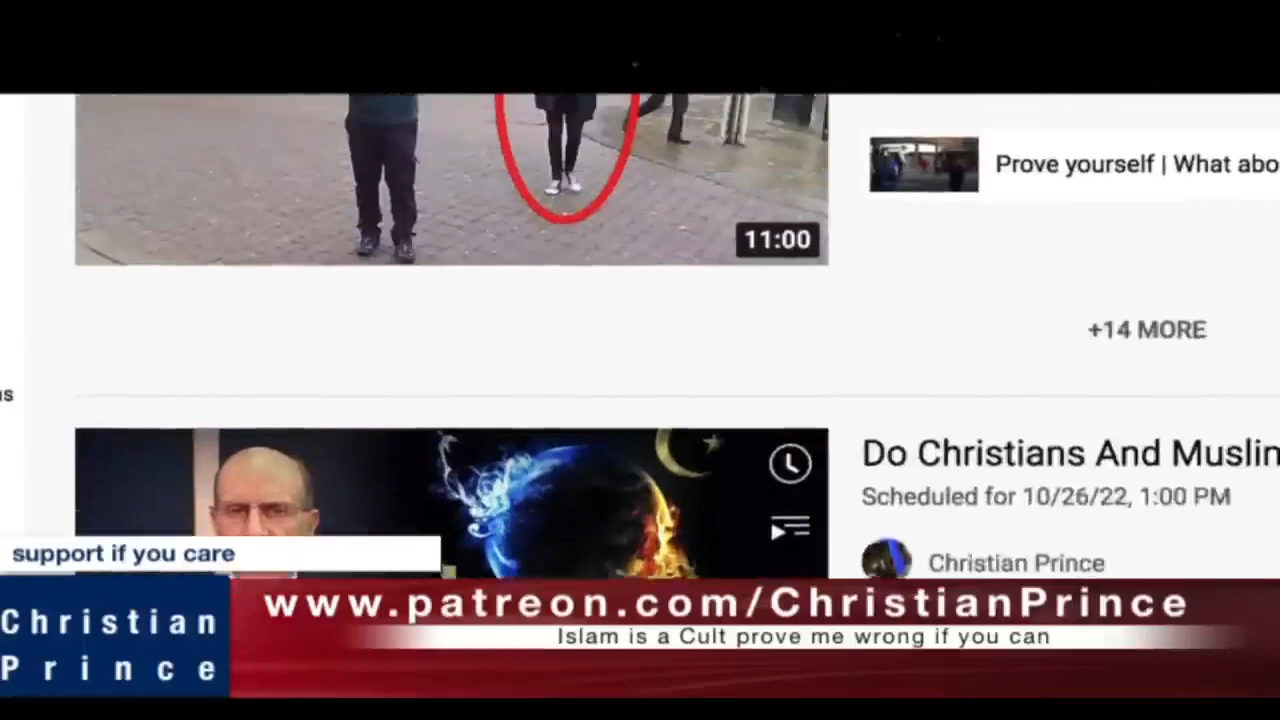 11:00
Prove yourself | What abo
+14 MORE
as
Do Christians And Muslim
Scheduled for 10/26/22, 1:00 PM
Christian Prince
support if you care
Christian
Prince
www.patreon.com/ChristianPrince
Islam is a Cult prove me wrong if you can